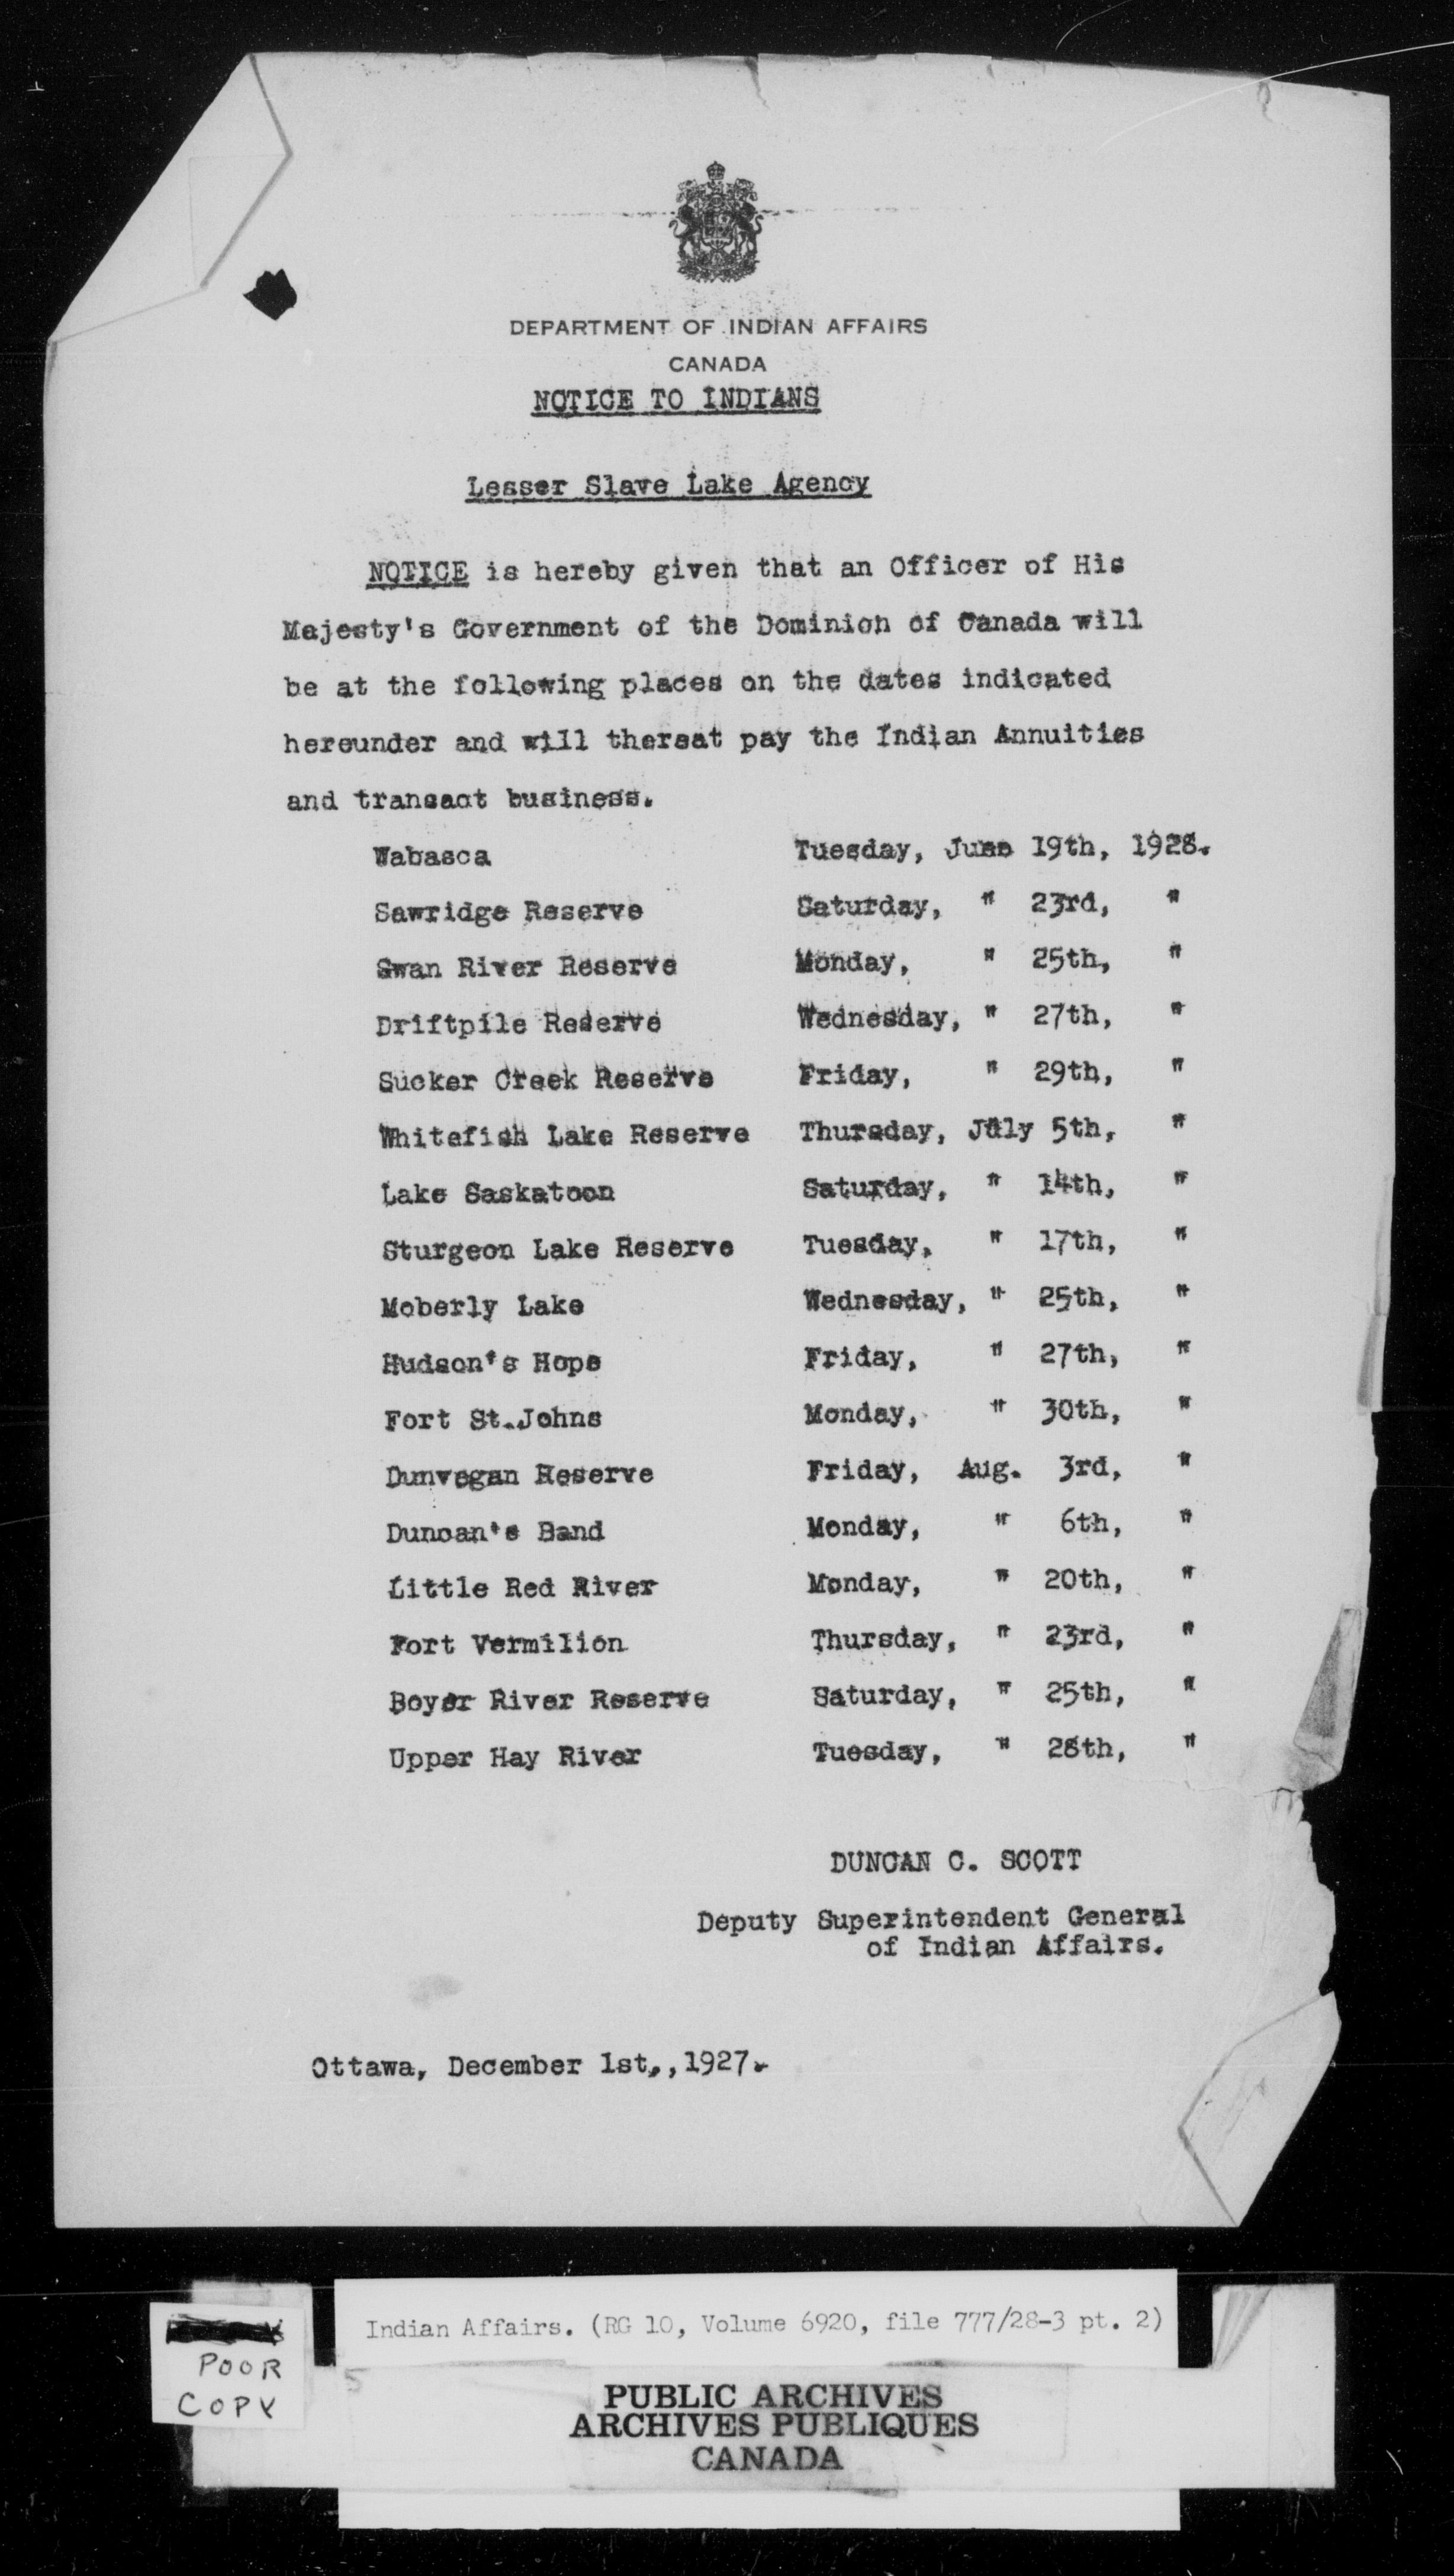 DEPARTMENT OF INDIAN AFFAIRS
CANADA
NOTICE TO INDIANS
Lesser Slave Lake Agency
NOTICE is hereby given that an Officer of His
Majesty's Government of the Dominion of Canada will
be at the following places on the dates indicated
hereunder and will thereat pay the Indian Annuities
and transact business.
Wabasca Tuesday, June 19th, 1928.
Sawridge Reserve Saturday, " 23rd, "
Swan River Reserve Monday, " 25th, "
Driftpile Reserve Wednesday, " 27th, "
Sucker Creek Reserve Friday, " 29th, "
Whitefish Lake Reserve Thursday, July 5th, "
Lake Saskatoon Saturday, " 14th, "
Sturgeon Lake Reserve Tuesday, " 17th, "
Moberly Lake Wednesday, " 25th, "
Hudson's Hope Friday, " 27th, "
Fort St.Johns Monday, " 30th, "
Dunvegan Reserve Friday, Aug. 3rd, "
Duncan's Band Monday, " 6th, "
Little Red River Monday, " 20th, "
Fort Vermilion Thursday, " 23rd, "
Boyer River Reserve Saturday, " 25th, "
Upper Hay River Tuesday, " 28th, "
DUNCAN C. SCOTT
Deputy Superintendent General
of Indian Affairs.
Ottawa, December 1st.,1927.
Indian Affairs. (RG 10, Volume 6920, file 777/28-3 pt. 2)
POOR
COPY
5
PUBLIC ARCHIVES
ARCHIVES PUBLIQUES
CANADA